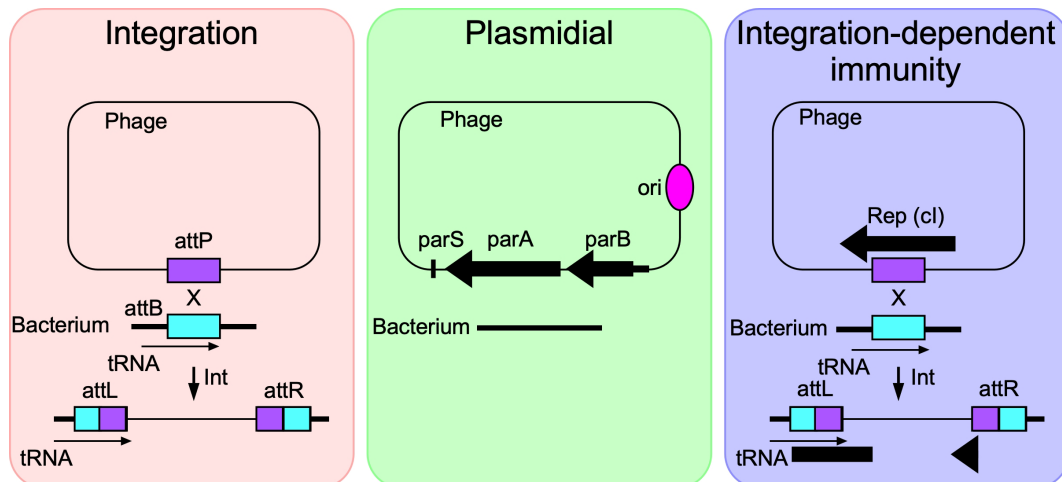 Integration
Phage
attP
X
attB
Bacterium
tRNA
Int
attL
attR
tRNA
Plasmidial
Phage
ori
parS
parA
parB
Bacterium
Integration-dependent
immunity
Phage
Rep (cI)
X
Bacterium
tRNA
Int
attL
attR
tRNA